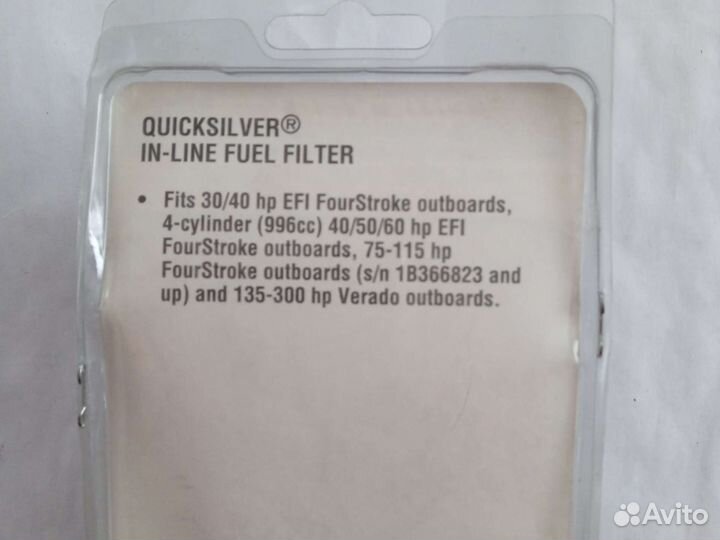 QUICKSILVER®
IN-LINE FUEL FILTER
• Fits 30/40 hp EFI FourStroke outboards,
4-cylinder (996cc) 40/50/60 hp EFI
FourStroke outboards, 75-115 hp
FourStroke outboards (s/n 1B366823 and
up) and 135-300 hp Verado outboards.
Avito